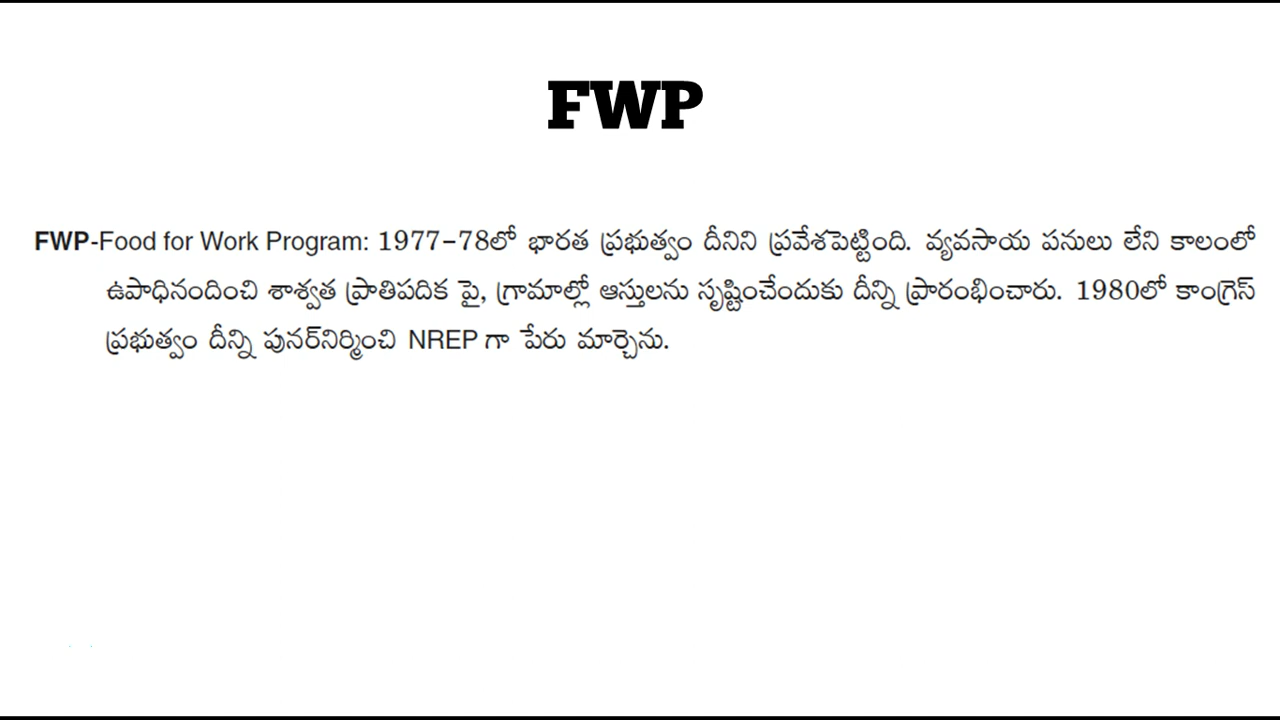 FWP
FWP-Food for Work Program: 1977-78లో భారత ప్రభుత్వం దీనిని ప్రవేశపెట్టింది. వ్యవసాయ పనులు లేని కాలంలో
ఉపాధినందించి శాశ్వత ప్రాతిపదిక పై, గ్రామాల్లో ఆస్తులను సృష్టించేందుకు దీన్ని ప్రారంభించారు. 1980లో కాంగ్రెస్
ప్రభుత్వం దీన్ని పునర్‌నిర్మించి NREP గా పేరు మార్చెను.